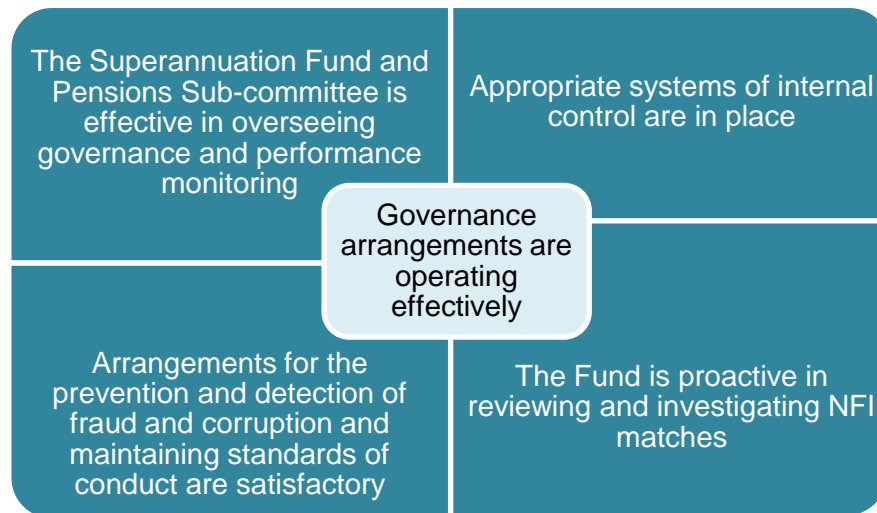 The Superannuation Fund and
Pensions Sub-committee is
effective in overseeing
governance and performance
monitoring
Appropriate systems of internal
control are in place
Governance
arrangements are
operating
effectively
Arrangements for the
prevention and detection of
fraud and corruption and
maintaining standards of
conduct are satisfactory
The Fund is proactive in
reviewing and investigating NFI
matches